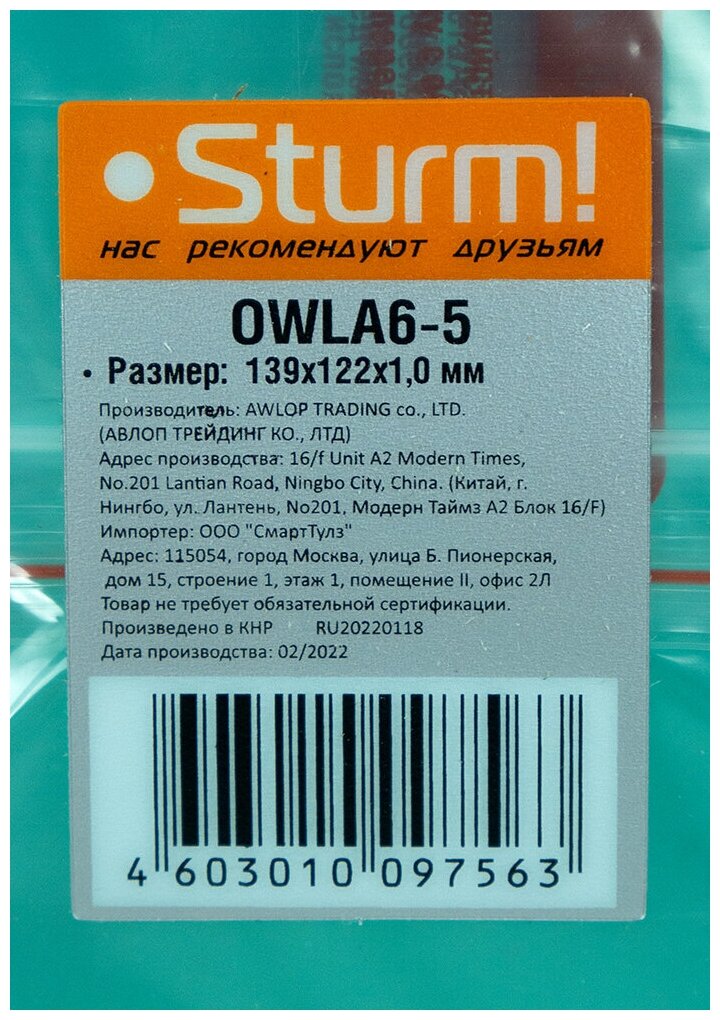 Sturm!
нас рекомендуют друзьям
OWLA6-5
• Размер: 139x122x1,0 мм
Производитель: AWLOP TRADING co., LTD.
(АВЛОП ТРЕЙДИНГ КО., ЛТД)
Адрес производства: 16/f Unit A2 Modern Times,
No.201 Lantian Road, Ningbo City, China. (Китай, г.
Нингбо, ул. Лантень, No201, Модерн Таймз А2 Блок 16/F)
Импортер: ООО "СмартТулз"
Адрес: 115054, город Москва, улица Б. Пионерская,
дом 15, строение 1, этаж 1, помещение II, офис 2Л
Товар не требует обязательной сертификации.
Произведено в КНР RU20220118
Дата производства: 02/2022
4 603010 097563